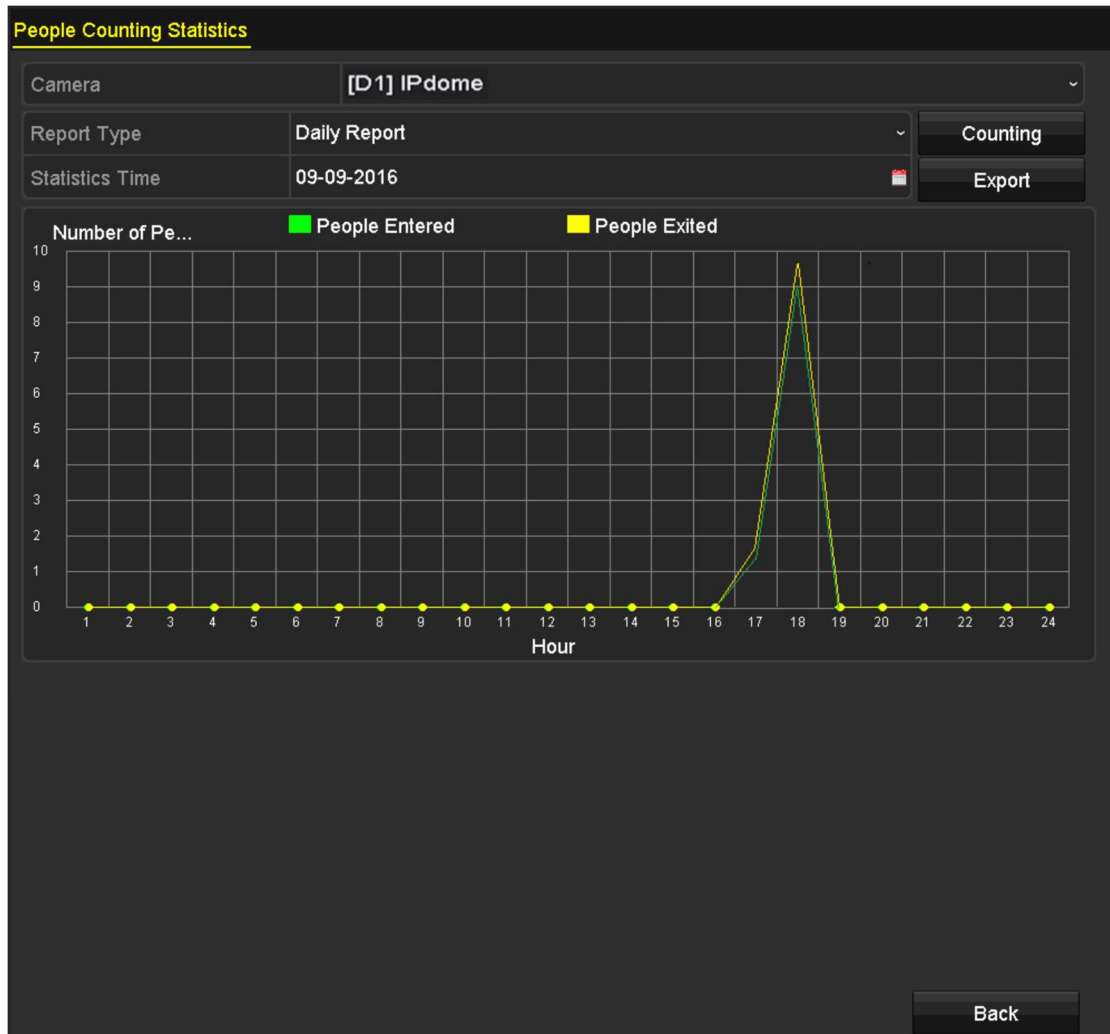 People Counting Statistics
Camera [D1] IPdome
Report Type Daily Report Counting
Statistics Time 09-09-2016 Export
Number of Pe... People Entered People Exited
10
9
8
7
6
5
4
3
2
1
0
1 2 3 4 5 6 7 8 9 10 11 12 13 14 15 16 17 18 19 20 21 22 23 24
Hour
Back